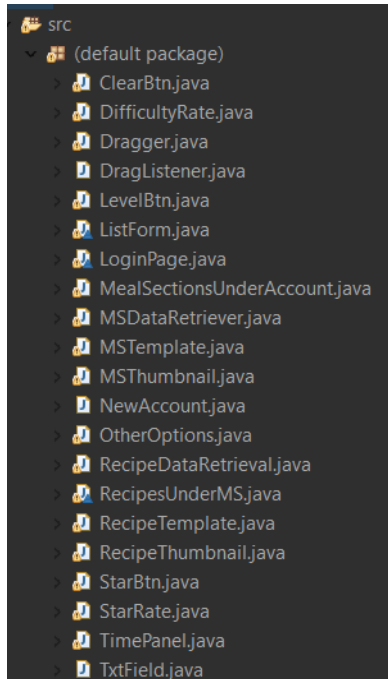 src
(default package)
ClearBtn.java
DifficultyRate.java
Dragger.java
DragListener.java
LevelBtn.java
ListForm.java
LoginPage.java
MealSectionsUnderAccount.java
MSDataRetriever.java
MSTemplate.java
MSThumbnail.java
NewAccount.java
OtherOptions.java
RecipeDataRetrieval.java
RecipesUnderMS.java
RecipeTemplate.java
RecipeThumbnail.java
StarBtn.java
StarRate.java
TimePanel.java
TxtField.java